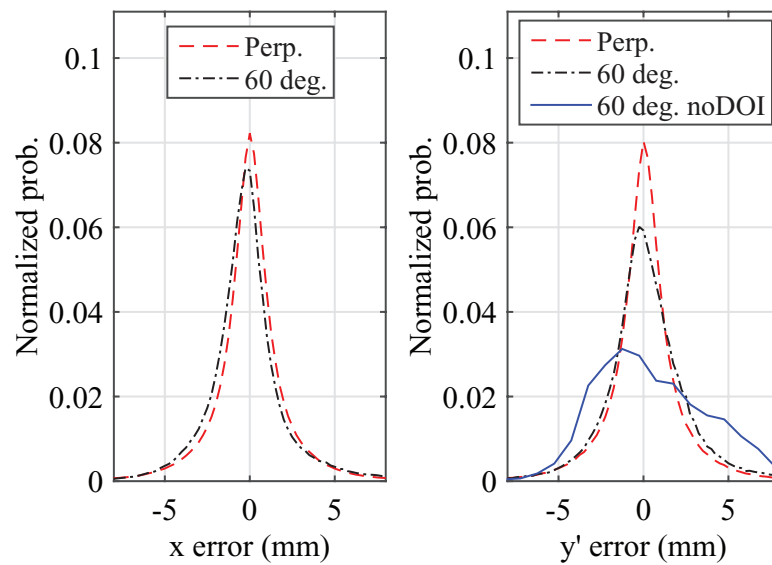 Perp.
60 deg.
0.1
0.08
0.06
0.04
0.02
0
Normalized prob.
-5 0 5
x error (mm)
Perp.
60 deg.
60 deg. noDOI
0.1
0.08
0.06
0.04
0.02
0
Normalized prob.
-5 0 5
y' error (mm)